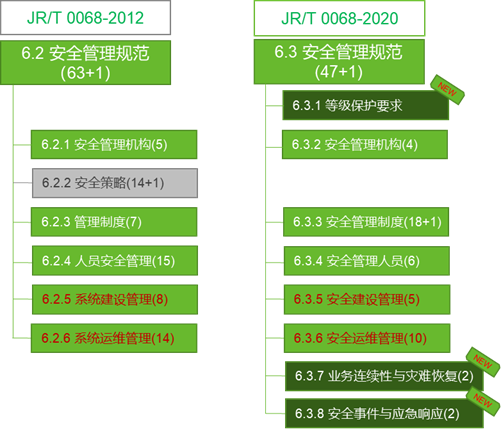 JR/T 0068-2012
6.2 安全管理规范
(63+1)
6.2.1 安全管理机构(5)
6.2.2 安全策略(14+1)
6.2.3 管理制度(7)
6.2.4 人员安全管理(15)
6.2.5 系统建设管理(8)
6.2.6 系统运维管理(14)
JR/T 0068-2020
6.3 安全管理规范
(47+1)
NEW
6.3.1 等级保护要求
6.3.2 安全管理机构(4)
6.3.3 安全管理制度(18+1)
6.3.4 安全管理人员(6)
6.3.5 安全建设管理(5)
6.3.6 安全运维管理(10)
NEW
6.3.7 业务连续性与灾难恢复(2)
NEW
6.3.8 安全事件与应急响应(2)